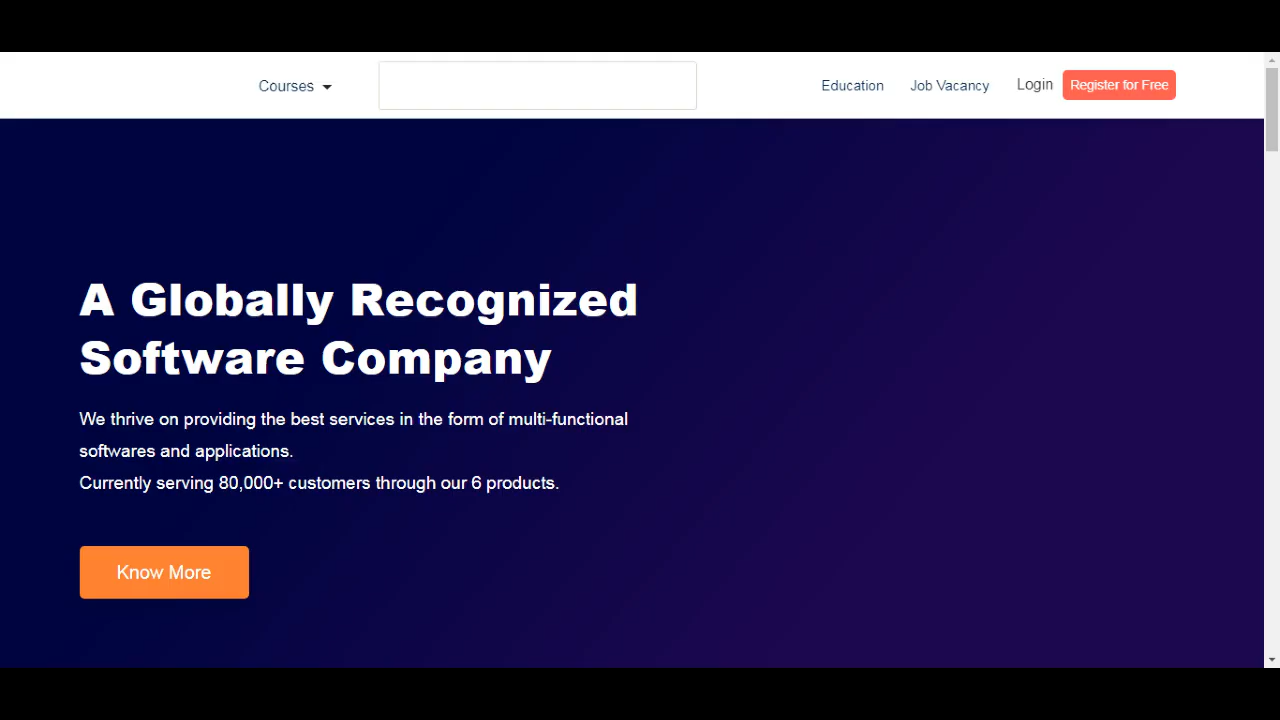 Courses
Education
Job Vacancy
Login
Register for Free
A Globally Recognized
Software Company
We thrive on providing the best services in the form of multi-functional
softwares and applications.
Currently serving 80,000+ customers through our 6 products.
Know More